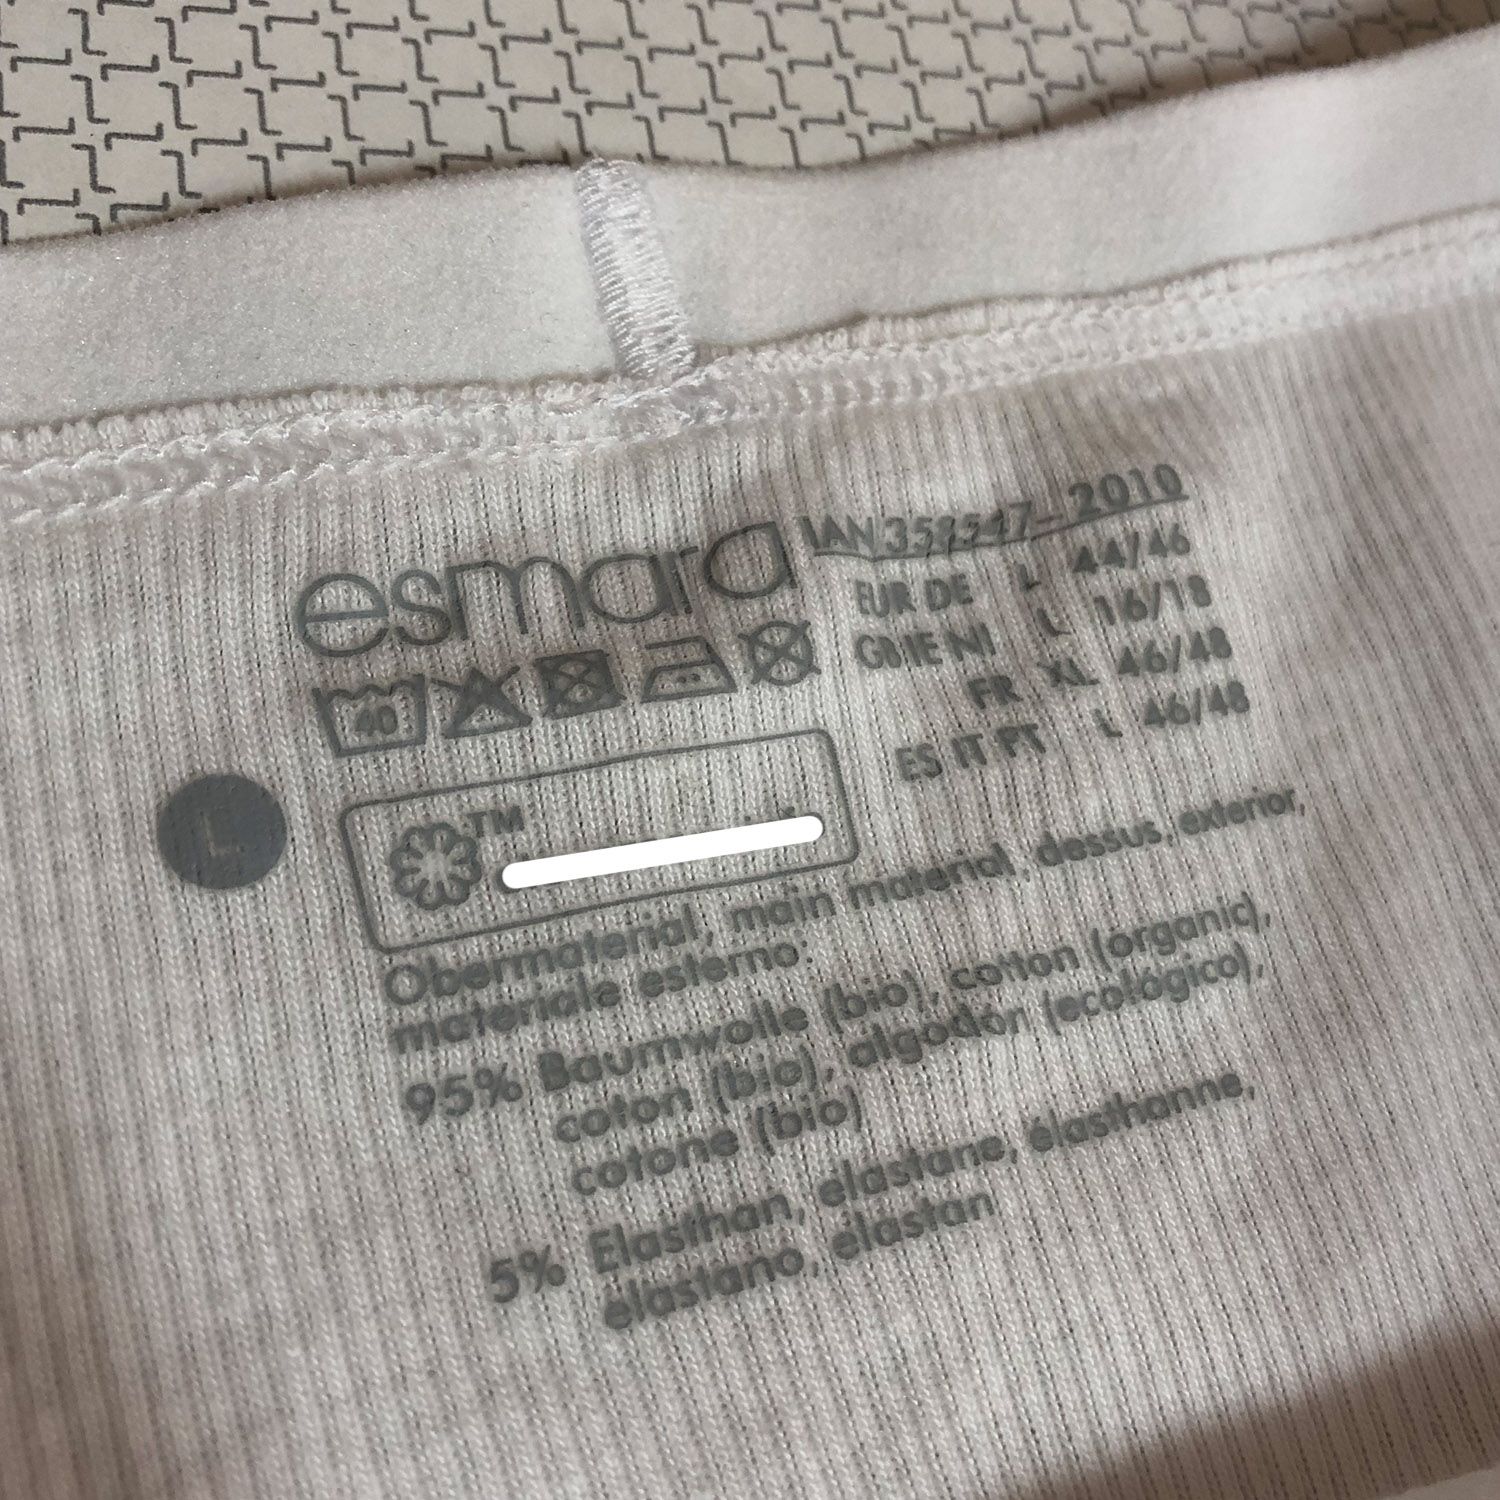 esmara
IAN 358547-2010
EUR DE L 44/46
GB IE NI L 16/18
FR XL 46/48
ES IT PT L 46/48
40
L
TM
Obermaterial, main material, dessus, exterior,
materiale esterno:
95% Baumwolle (bio), cotton (organic),
coton (bio), algodón (ecológico),
cotone (bio)
5% Elasthan, elastane, élasthanne,
elastano, elastan